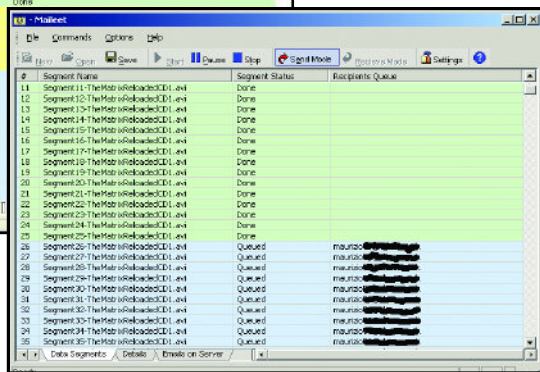 Done
- Maileet
File Commands Options Help
New Open Save Start Pause Stop Send Mode Receive Mode Settings
# Segment Name Segment Status Recipients Queue
11 Segment11-TheMatrixReloadedCD1.avi Done
12 Segment12-TheMatrixReloadedCD1.avi Done
13 Segment13-TheMatrixReloadedCD1.avi Done
14 Segment14-TheMatrixReloadedCD1.avi Done
15 Segment15-TheMatrixReloadedCD1.avi Done
16 Segment16-TheMatrixReloadedCD1.avi Done
17 Segment17-TheMatrixReloadedCD1.avi Done
18 Segment18-TheMatrixReloadedCD1.avi Done
19 Segment19-TheMatrixReloadedCD1.avi Done
20 Segment20-TheMatrixReloadedCD1.avi Done
21 Segment21-TheMatrixReloadedCD1.avi Done
22 Segment22-TheMatrixReloadedCD1.avi Done
23 Segment23-TheMatrixReloadedCD1.avi Done
24 Segment24-TheMatrixReloadedCD1.avi Done
25 Segment25-TheMatrixReloadedCD1.avi Done
26 Segment26-TheMatrixReloadedCD1.avi Queued maurizio
27 Segment27-TheMatrixReloadedCD1.avi Queued maurizio
28 Segment28-TheMatrixReloadedCD1.avi Queued maurizio
29 Segment29-TheMatrixReloadedCD1.avi Queued maurizio
30 Segment30-TheMatrixReloadedCD1.avi Queued maurizio
31 Segment31-TheMatrixReloadedCD1.avi Queued maurizio
32 Segment32-TheMatrixReloadedCD1.avi Queued maurizio
33 Segment33-TheMatrixReloadedCD1.avi Queued maurizio
34 Segment34-TheMatrixReloadedCD1.avi Queued maurizio
35 Segment35-TheMatrixReloadedCD1.avi Queued maurizio
Data Segments Details Emails on Server